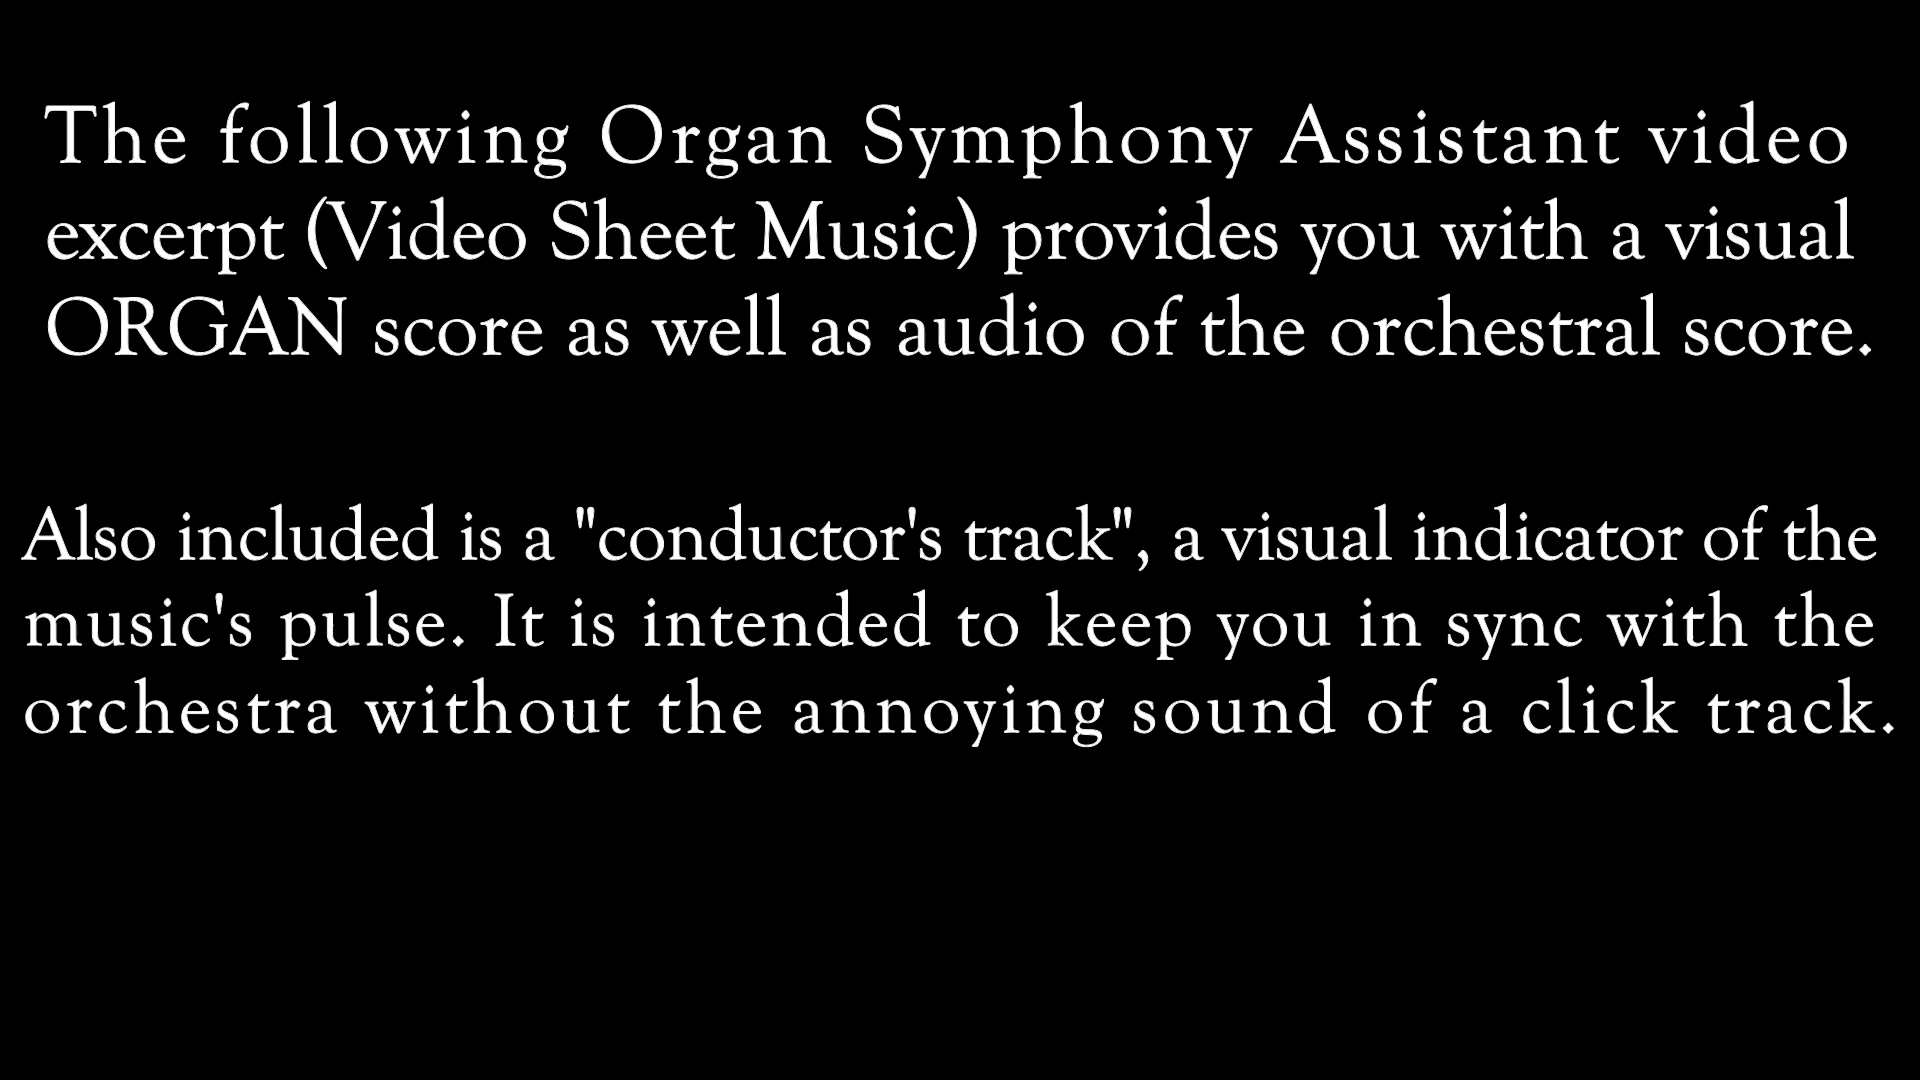 The following Organ Symphony Assistant video
excerpt (Video Sheet Music) provides you with a visual
ORGAN score as well as audio of the orchestral score.
Also included is a "conductor's track", a visual indicator of the
music's pulse. It is intended to keep you in sync with the
orchestra without the annoying sound of a click track.